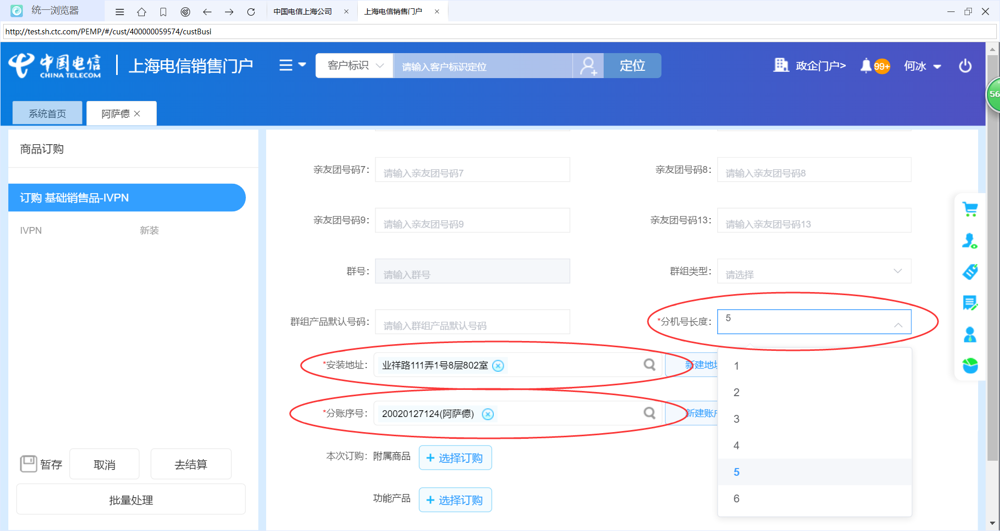 统一浏览器
中国电信上海公司
上海电信销售门户
http://test.sh.ctc.com/PEMP/#/cust/400000059574/custBusi
中国电信
CHINA TELECOM
上海电信销售门户
客户标识
请输入客户标识定位
定位
政企门户>
99+
何冰
56
系统首页
阿萨德
商品订购
订购 基础销售品-IVPN
IVPN 新装
亲友团号码7: 请输入亲友团号码7
亲友团号码8: 请输入亲友团号码8
亲友团号码9: 请输入亲友团号码9
亲友团号码13: 请输入亲友团号码13
群号: 请输入群号
群组类型: 请选择
群组产品默认号码: 请输入群组产品默认号码
*分机号长度: 5
*安装地址: 业祥路111弄1号8层802室
新建地
*分账序号: 20020127124(阿萨德)
新建账
1
2
3
4
5
6
本次订购: 附属商品 + 选择订购
功能产品 + 选择订购
暂存
取消
去结算
批量处理